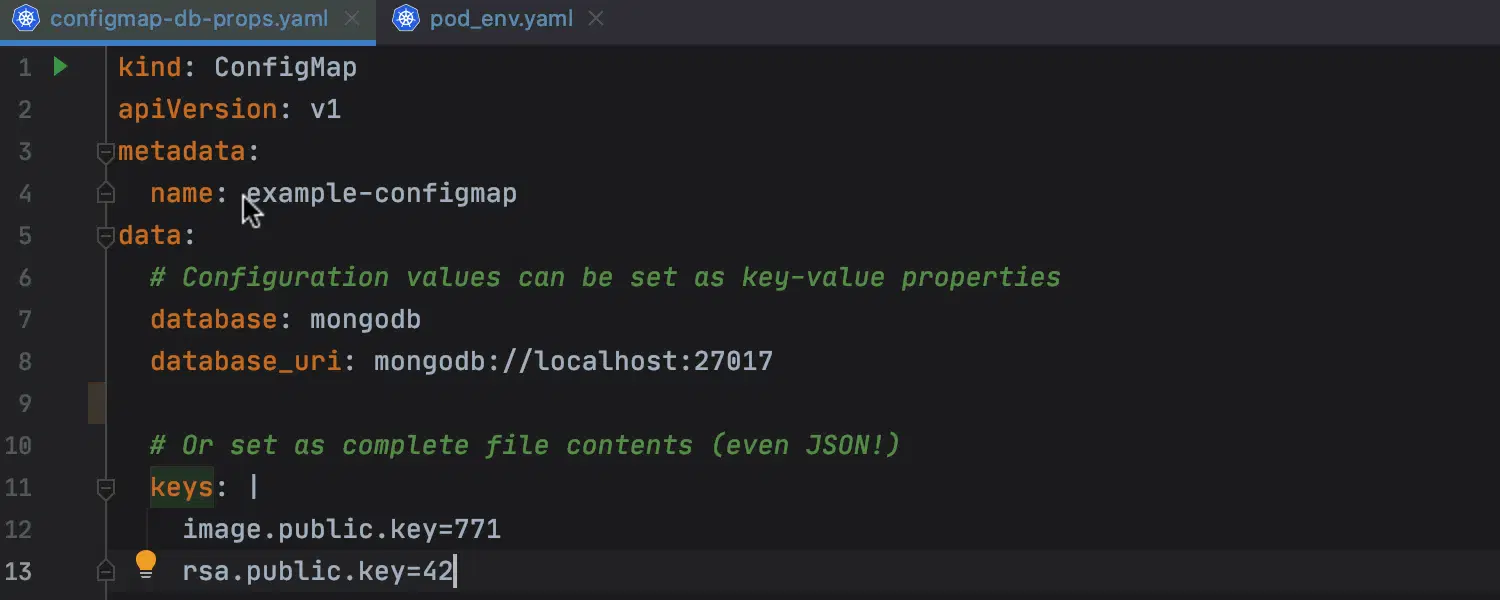 configmap-db-props.yaml pod_env.yaml
1 kind: ConfigMap
2 apiVersion: v1
3 metadata:
4   name: example-configmap
5 data:
6   # Configuration values can be set as key-value properties
7   database: mongodb
8   database_uri: mongodb://localhost:27017
9
10   # Or set as complete file contents (even JSON!)
11   keys: |
12     image.public.key=771
13     rsa.public.key=42